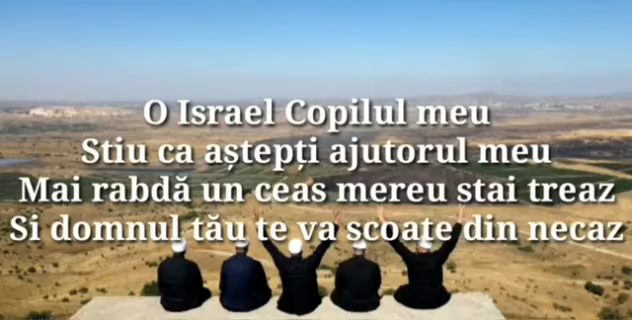 O Israel Copilul meu
Stiu ca aștepți ajutorul meu
Mai rabdă un ceas mereu stai treaz
Si domnul tău te va scoate din necaz